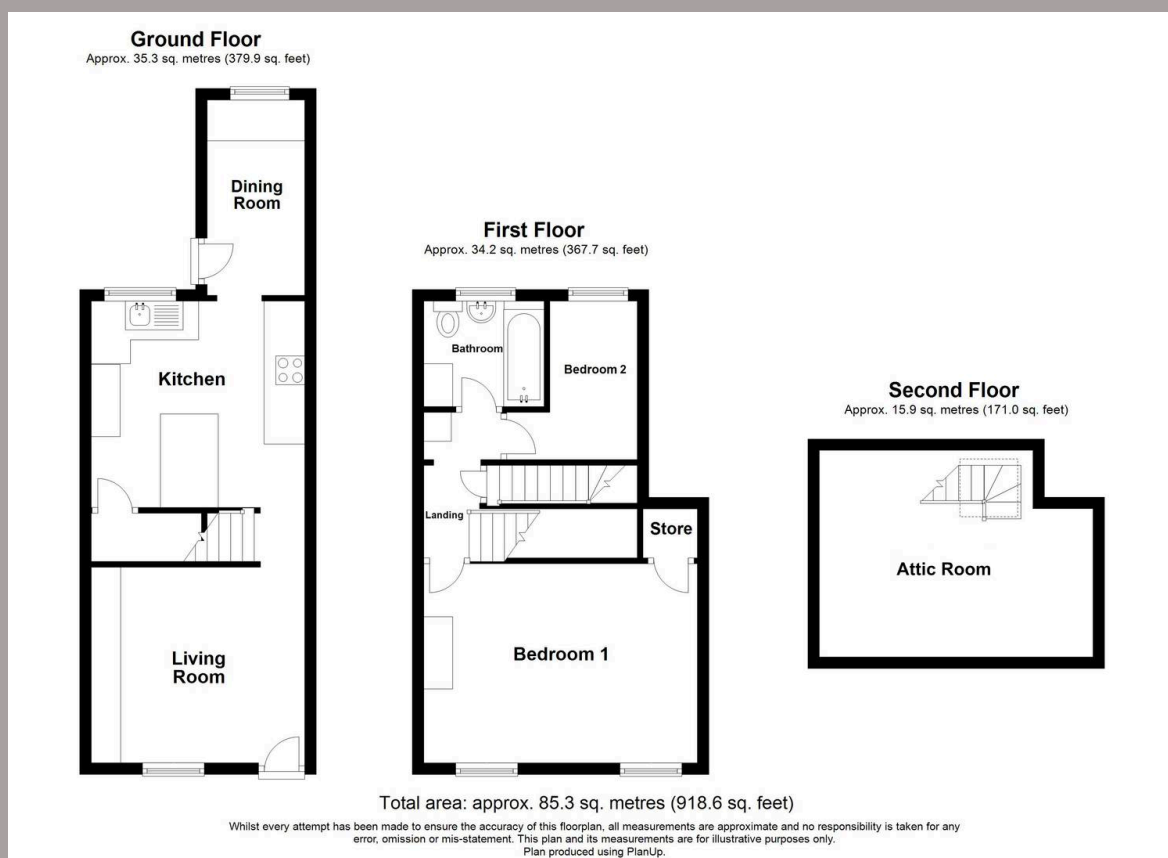 Ground Floor
Approx. 35.3 sq. metres (379.9 sq. feet)
Dining
Room
Kitchen
Living
Room
First Floor
Approx. 34.2 sq. metres (367.7 sq. feet)
Bathroom
Bedroom 2
Landing
Store
Bedroom 1
Second Floor
Approx. 15.9 sq. metres (171.0 sq. feet)
Attic Room
Total area: approx. 85.3 sq. metres (918.6 sq. feet)
Whilst every attempt has been made to ensure the accuracy of this floorplan, all measurements are approximate and no responsibility is taken for any
error, omission or mis-statement. This plan and its measurements are for illustrative purposes only.
Plan produced using PlanUp.